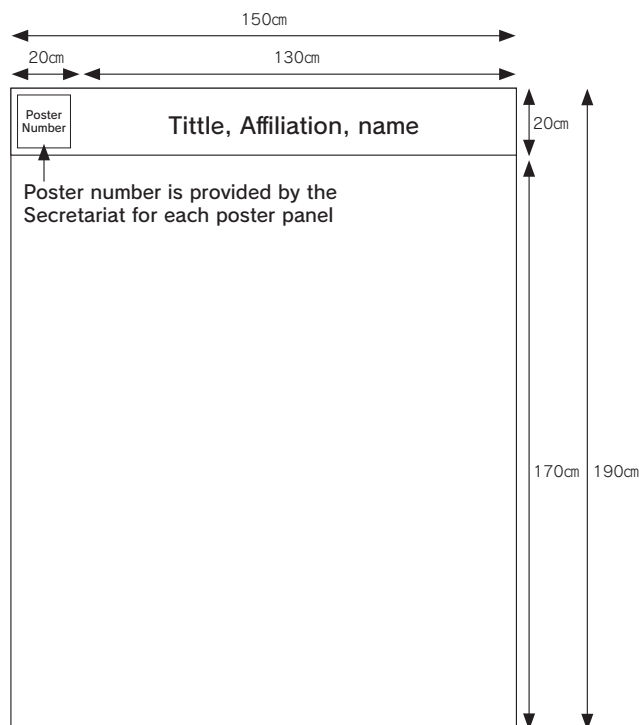 150㎝
20㎝
130㎝
Poster
Number
Tittle, Affiliation, name
20㎝
Poster number is provided by the
Secretariat for each poster panel
170㎝
190㎝